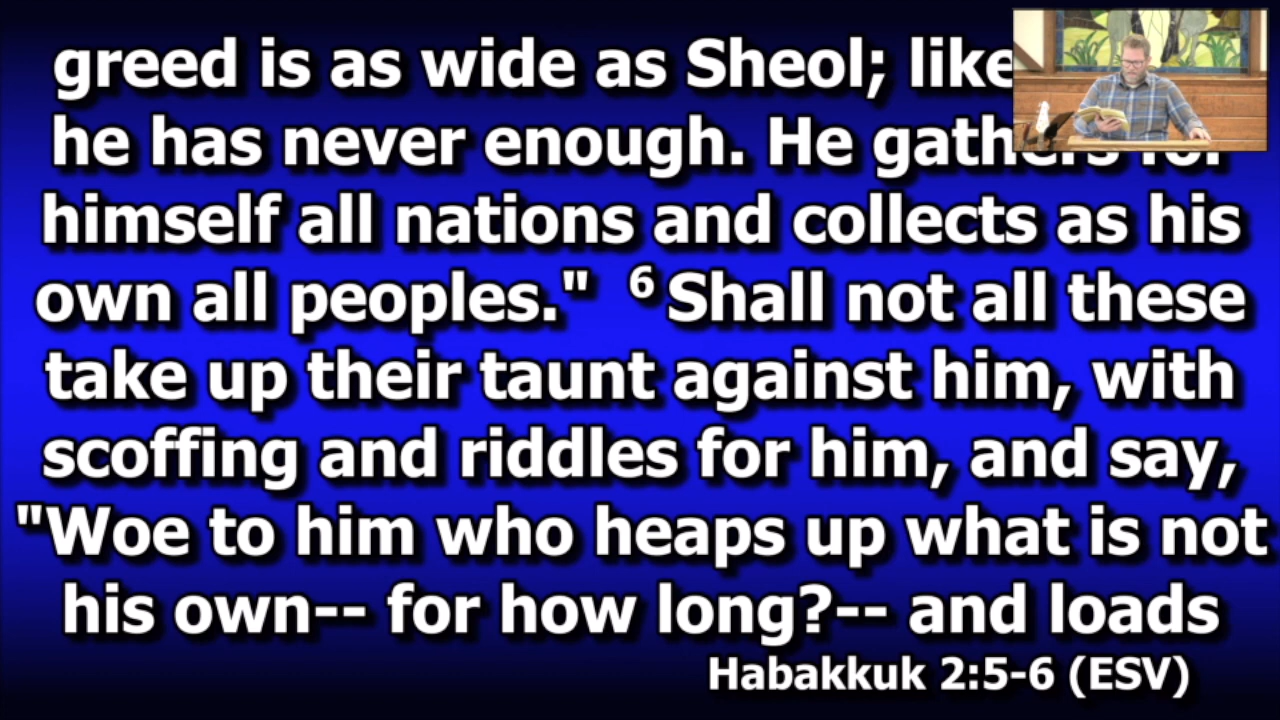 greed is as wide as Sheol; like
he has never enough. He gathers for
himself all nations and collects as his
own all peoples." 6 Shall not all these
take up their taunt against him, with
scoffing and riddles for him, and say,
"Woe to him who heaps up what is not
his own-- for how long?-- and loads
Habakkuk 2:5-6 (ESV)